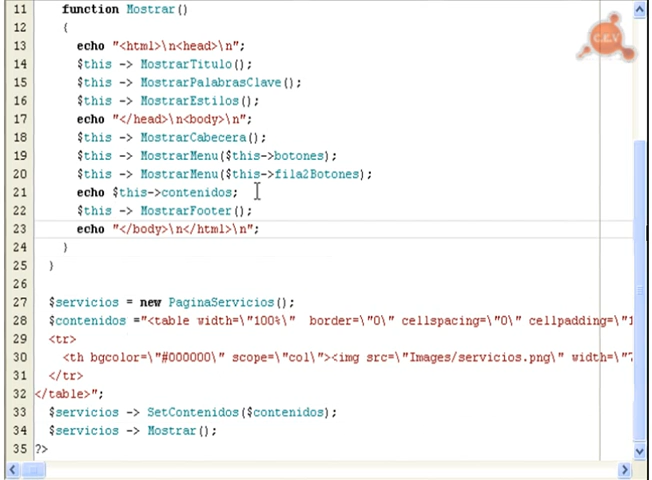 11 function Mostrar()
12 {
13 echo "<html>\n<head>\n";
14 $this -> MostrarTitulo();
15 $this -> MostrarPalabrasClave();
16 $this -> MostrarEstilos();
17 echo "</head>\n<body>\n";
18 $this -> MostrarCabecera();
19 $this -> MostrarMenu($this->botones);
20 $this -> MostrarMenu($this->fila2Botones);
21 echo $this->contenidos;
22 $this -> MostrarFooter();
23 echo "</body>\n</html>\n";
24 }
25 }
26
27 $servicios = new PaginaServicios();
28 $contenidos ="<table width=\"100%\" border=\"0\" cellspacing=\"0\" cellpadding=\"1
29 <tr>
30 <th bgcolor=\"#000000\" scope=\"col\"><img src=\"Images/servicios.png\" width=\"7
31 </tr>
32 </table>";
33 $servicios -> SetContenidos($contenidos);
34 $servicios -> Mostrar();
35 ?>
C.E.V